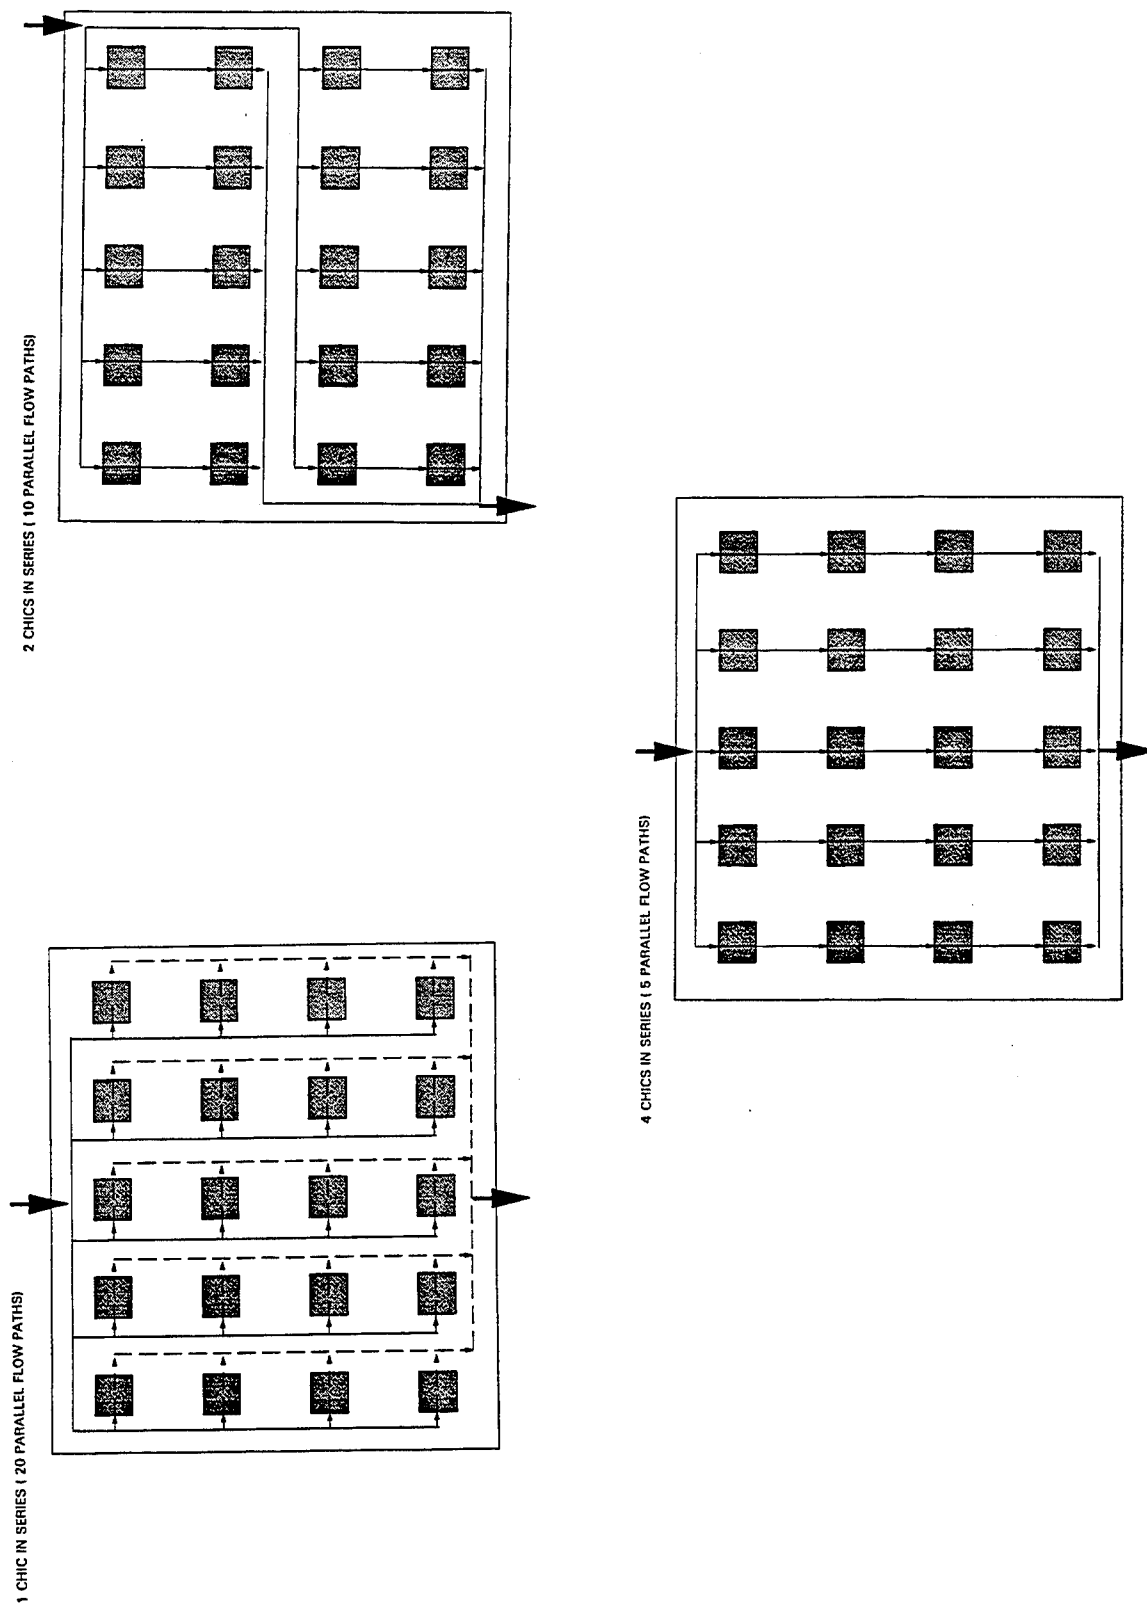 1 CHIC IN SERIES ( 20 PARALLEL FLOW PATHS)
2 CHICS IN SERIES ( 10 PARALLEL FLOW PATHS)
4 CHICS IN SERIES ( 5 PARALLEL FLOW PATHS)